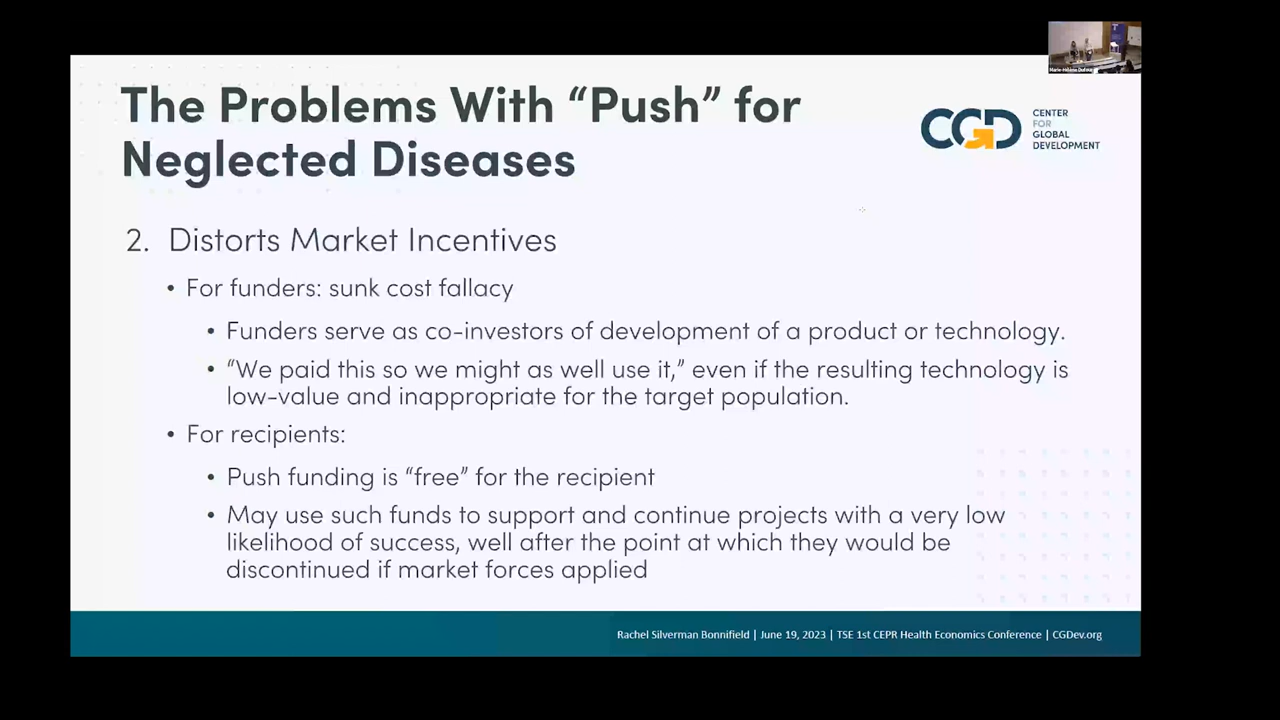 Marie-Hélène Dufour
The Problems With “Push” for
Neglected Diseases
CGD
CENTER
FOR
GLOBAL
DEVELOPMENT
2. Distorts Market Incentives
• For funders: sunk cost fallacy
• Funders serve as co-investors of development of a product or technology.
• “We paid this so we might as well use it,” even if the resulting technology is
low-value and inappropriate for the target population.
• For recipients:
• Push funding is “free” for the recipient
• May use such funds to support and continue projects with a very low
likelihood of success, well after the point at which they would be
discontinued if market forces applied
Rachel Silverman Bonnifield | June 19, 2023 | TSE 1st CEPR Health Economics Conference | CGDev.org